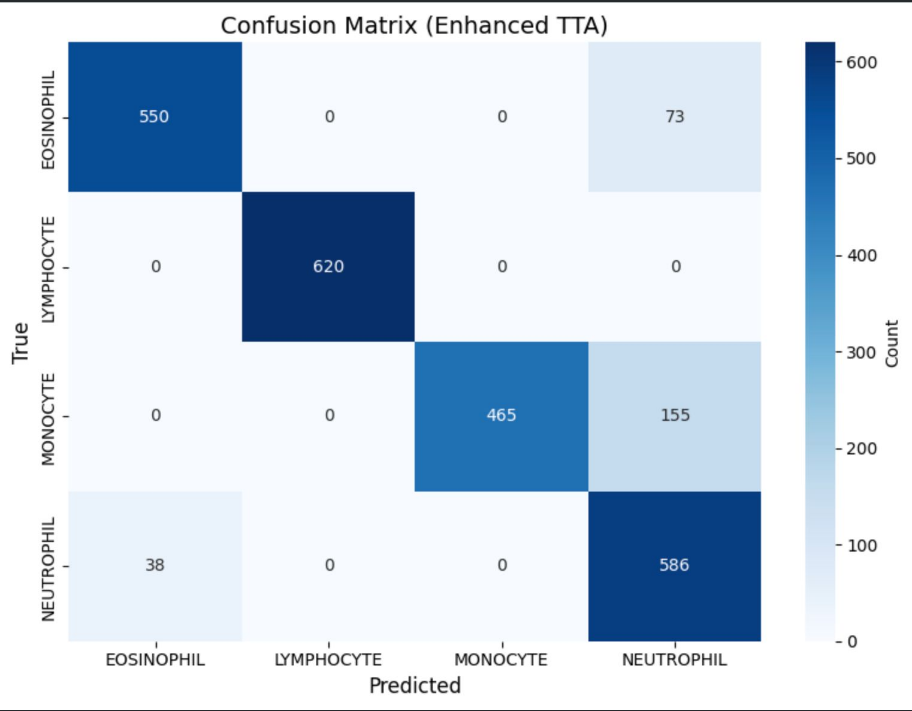 Confusion Matrix (Enhanced TTA)
EOSINOPHIL
550
0
0
73
LYMPHOCYTE
0
620
0
0
MONOCYTE
0
0
465
155
NEUTROPHIL
38
0
0
586
True
EOSINOPHIL
LYMPHOCYTE
MONOCYTE
NEUTROPHIL
Predicted
600
500
400
300
200
100
0
Count